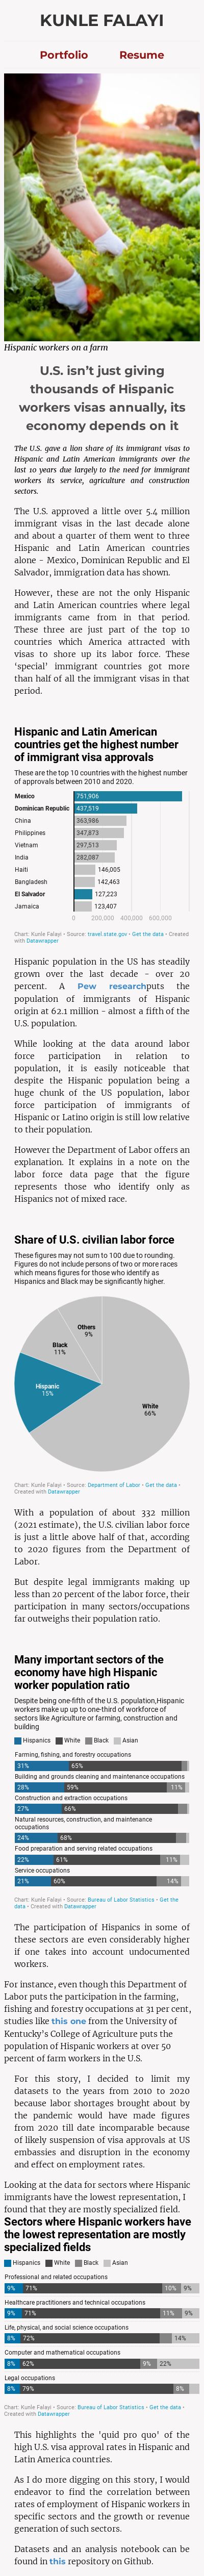 KUNLE FALAYI
Portfolio Resume
Hispanic workers on a farm
U.S. isn’t just giving
thousands of Hispanic
workers visas annually, its
economy depends on it
The U.S. gave a lion share of its immigrant visas to
Hispanic and Latin American immigrants over the
last 10 years due largely to the need for immigrant
workers its service, agriculture and construction
sectors.
The U.S. approved a little over 5.4 million
immigrant visas in the last decade alone
and about a quarter of them went to three
Hispanic and Latin American countries
alone - Mexico, Dominican Republic and El
Salvador, immigration data has shown.
However, these are not the only Hispanic
and Latin American countries where legal
immigrants came from in that period.
These three are just part of the top 10
countries which America attracted with
visas to shore up its labor force. These
‘special’ immigrant countries got more
than half of all the immigrant visas in that
period.
Hispanic and Latin American
countries get the highest number
of immigrant visa approvals
These are the top 10 countries with the highest number
of approvals between 2010 and 2020.
Mexico 751,906
Dominican Republic 437,519
China 363,986
Philippines 347,873
Vietnam 297,513
India 282,087
Haiti 146,005
Bangladesh 142,463
El Salvador 127,223
Jamaica 123,407
0 200,000 400,000 600,000
Chart: Kunle Falayi • Source: travel.state.gov • Get the data • Created
with Datawrapper
Hispanic population in the US has steadily
grown over the last decade - over 20
percent. A Pew researchputs the
population of immigrants of Hispanic
origin at 62.1 million - almost a fifth of the
U.S. population.
While looking at the data around labor
force participation in relation to
population, it is easily noticeable that
despite the Hispanic population being a
huge chunk of the US population, labor
force participation of immigrants of
Hispanic or Latino origin is still low relative
to their population.
However the Department of Labor offers an
explanation. It explains in a note on the
labor force data page that the figure
represents those who identify only as
Hispanics not of mixed race.
Share of U.S. civilian labor force
These figures may not sum to 100 due to rounding.
Figures do not include persons of two or more races
which means figures for those who identify as
Hispanics and Black may be significantly higher.
Others
9%
Black
11%
Hispanic
15%
White
66%
Chart: Kunle Falayi • Source: Department of Labor • Get the data •
Created with Datawrapper
With a population of about 332 million
(2021 estimate), the U.S. civilian labor force
is just a little above half of that, according
to 2020 figures from the Department of
Labor.
But despite legal immigrants making up
less than 20 percent of the labor force, their
participation in many sectors/occupations
far outweighs their population ratio.
Many important sectors of the
economy have high Hispanic
worker population ratio
Despite being one-fifth of the U.S. population,Hispanic
workers make up up to one-third of workforce of
sectors like Agriculture or farming, construction and
building
Hispanics White Black Asian
Farming, fishing, and forestry occupations
31% 65%
Building and grounds cleaning and maintenance occupations
28% 59% 11%
Construction and extraction occupations
27% 66%
Natural resources, construction, and maintenance
occupations
24% 68%
Food preparation and serving related occupations
22% 61% 11%
Service occupations
21% 60% 14%
Chart: Kunle Falayi • Source: Bureau of Labor Statistics • Get the
data • Created with Datawrapper
The participation of Hispanics in some of
these sectors are even considerably higher
if one takes into account undocumented
workers.
For instance, even though this Department of
Labor puts the participation in the farming,
fishing and forestry occupations at 31 per cent,
studies like this one from the University of
Kentucky’s College of Agriculture puts the
population of Hispanic workers at over 50
percent of farm workers in the U.S.
For this story, I decided to limit my
datasets to the years from 2010 to 2020
because labor shortages brought about by
the pandemic would have made figures
from 2020 till date incomparable because
of likely suspension of visa approvals at US
embassies and disruption in the economy
and effect on employment rates.
Looking at the data for sectors where Hispanic
immigrants have the lowest representation, I
found that they are mostly specialized field.
Sectors where Hispanic workers have
the lowest representation are mostly
specialized fields
Hispanics White Black Asian
Professional and related occupations
9% 71% 10% 9%
Healthcare practitioners and technical occupations
9% 71% 11% 9%
Life, physical, and social science occupations
8% 72% 14%
Computer and mathematical occupations
8% 62% 9% 22%
Legal occupations
8% 79% 8%
Chart: Kunle Falayi • Source: Bureau of Labor Statistics • Get the data •
Created with Datawrapper
This highlights the 'quid pro quo' of the
high U.S. visa approval rates in Hispanic and
Latin America countries.
As I do more digging on this story, I would
endeavor to find the correlation between
rates of employment of Hispanic workers in
specific sectors and the growth or revenue
generation of such sectors.
Datasets and an analysis notebook can be
found in this repository on Github.